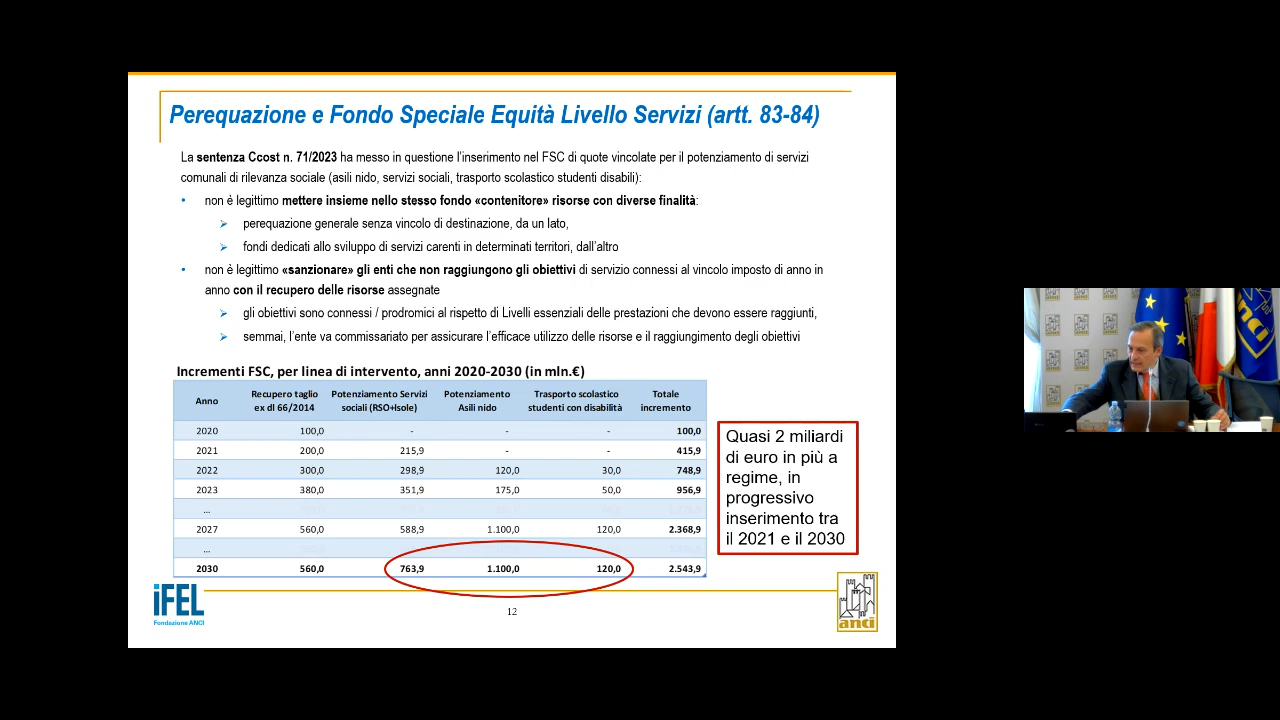 Perequazione e Fondo Speciale Equità Livello Servizi (artt. 83-84)
La sentenza Ccost n. 71/2023 ha messo in questione l'inserimento nel FSC di quote vincolate per il potenziamento di servizi
comunali di rilevanza sociale (asili nido, servizi sociali, trasporto scolastico studenti disabili):
• non è legittimo mettere insieme nello stesso fondo «contenitore» risorse con diverse finalità:
➢ perequazione generale senza vincolo di destinazione, da un lato,
➢ fondi dedicati allo sviluppo di servizi carenti in determinati territori, dall'altro
• non è legittimo «sanzionare» gli enti che non raggiungono gli obiettivi di servizio connessi al vincolo imposto di anno in
anno con il recupero delle risorse assegnate
➢ gli obiettivi sono connessi / prodromici al rispetto di Livelli essenziali delle prestazioni che devono essere raggiunti,
➢ semmai, l'ente va commissariato per assicurare l'efficace utilizzo delle risorse e il raggiungimento degli obiettivi
Incrementi FSC, per linea di intervento, anni 2020-2030 (in mln.€)
Anno Recupero taglio ex dl 66/2014 Potenziamento Servizi sociali (RSO+Isole) Potenziamento Asili nido Trasporto scolastico studenti con disabilità Totale incremento
2020 100,0 - - - 100,0
2021 200,0 215,9 - - 415,9
2022 300,0 298,9 120,0 30,0 748,9
2023 380,0 351,9 175,0 50,0 956,9
...
2027 560,0 588,9 1.100,0 120,0 2.368,9
...
2030 560,0 763,9 1.100,0 120,0 2.543,9
Quasi 2 miliardi
di euro in più a
regime, in
progressivo
inserimento tra
il 2021 e il 2030
iFEL
Fondazione ANCI
12
anci
anci